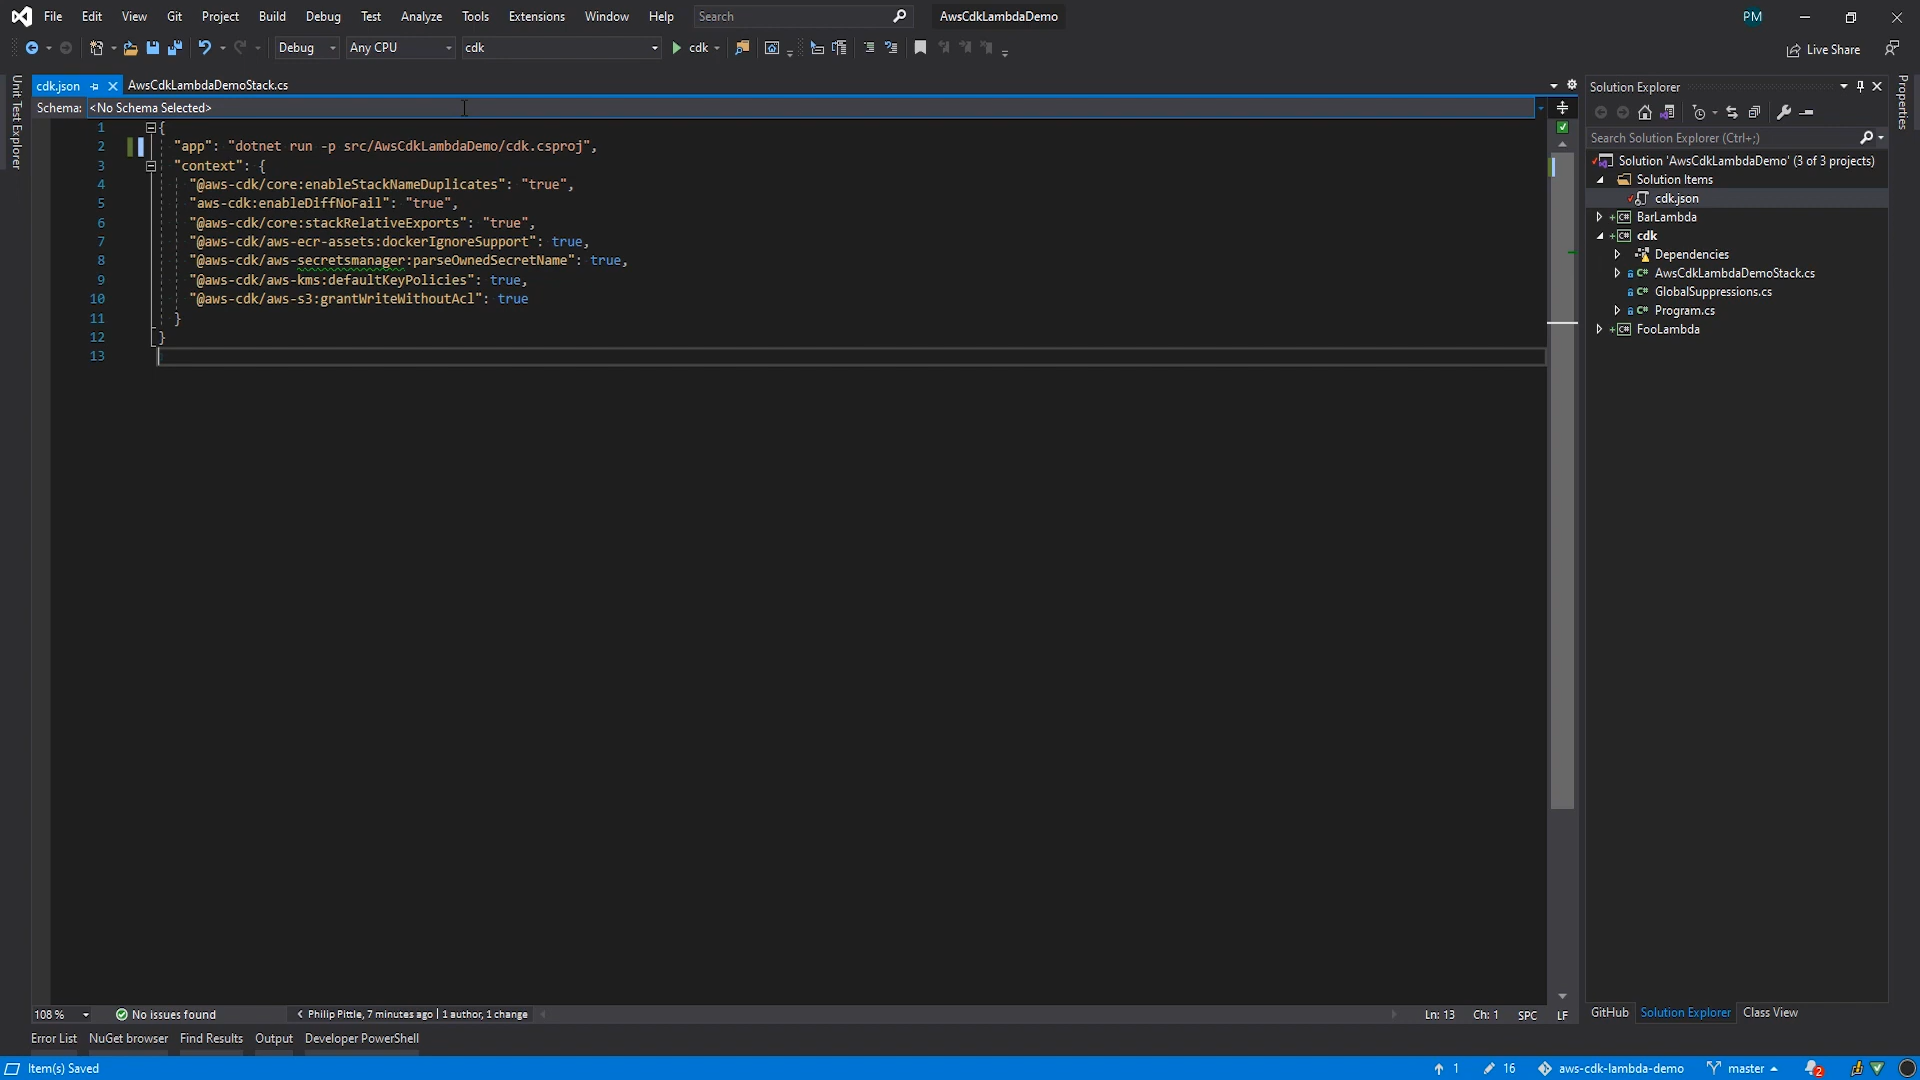 File Edit View Git Project Build Debug Test Analyze Tools Extensions Window Help Search AwsCdkLambdaDemo PM
Debug Any CPU cdk cdk Live Share
Unit Test Explorer
cdk.json AwsCdkLambdaDemoStack.cs
Schema: <No Schema Selected>
1 {
2 "app": "dotnet run -p src/AwsCdkLambdaDemo/cdk.csproj",
3 "context": {
4 "@aws-cdk/core:enableStackNameDuplicates": "true",
5 "aws-cdk:enableDiffNoFail": "true",
6 "@aws-cdk/core:stackRelativeExports": "true",
7 "@aws-cdk/aws-ecr-assets:dockerIgnoreSupport": true,
8 "@aws-cdk/aws-secretsmanager:parseOwnedSecretName": true,
9 "@aws-cdk/aws-kms:defaultKeyPolicies": true,
10 "@aws-cdk/aws-s3:grantWriteWithoutAcl": true
11 }
12 }
13
Solution Explorer
Search Solution Explorer (Ctrl+;)
Solution 'AwsCdkLambdaDemo' (3 of 3 projects)
Solution Items
cdk.json
BarLambda
cdk
Dependencies
AwsCdkLambdaDemoStack.cs
GlobalSuppressions.cs
Program.cs
FooLambda
Properties
108 % No issues found Philip Pittle, 7 minutes ago | 1 author, 1 change Ln: 13 Ch: 1 SPC LF
GitHub Solution Explorer Class View
Error List NuGet browser Find Results Output Developer PowerShell
Item(s) Saved 1 16 aws-cdk-lambda-demo master 2